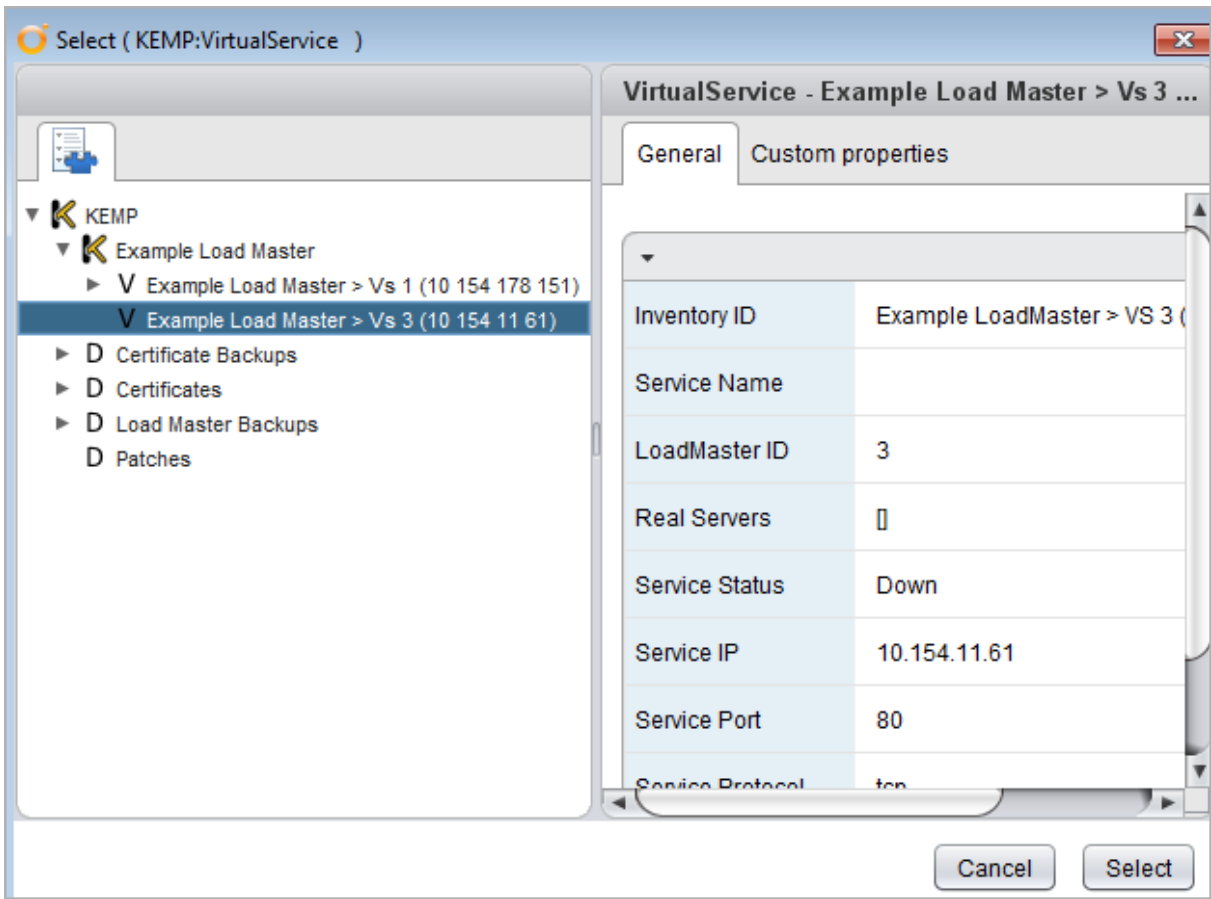 Select ( KEMP:VirtualService )
VirtualService - Example Load Master > Vs 3 ...
General Custom properties
KEMP
Example Load Master
V Example Load Master > Vs 1 (10 154 178 151)
V Example Load Master > Vs 3 (10 154 11 61)
D Certificate Backups
D Certificates
D Load Master Backups
D Patches
Inventory ID Example LoadMaster > VS 3 (
Service Name
LoadMaster ID 3
Real Servers []
Service Status Down
Service IP 10.154.11.61
Service Port 80
Service Protocol tcp
Cancel Select